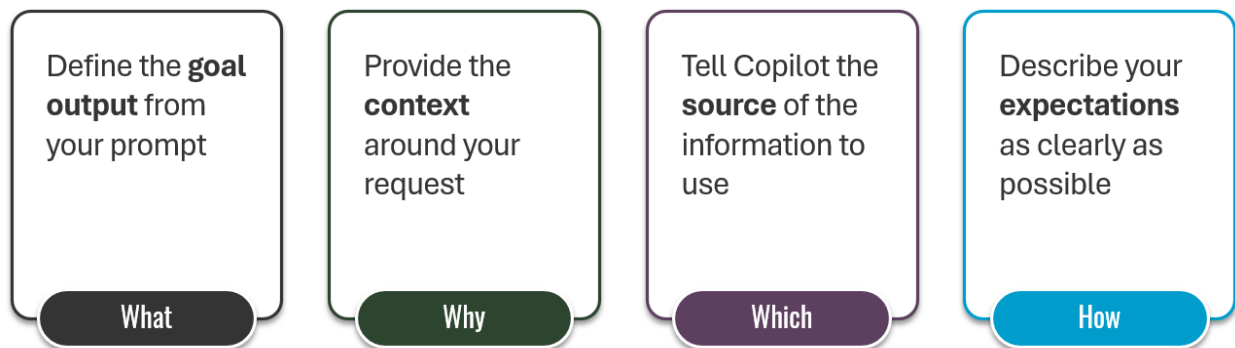 Define the goal
output from
your prompt
What
Provide the
context
around your
request
Why
Tell Copilot the
source of the
information to
use
Which
Describe your
expectations
as clearly as
possible
How